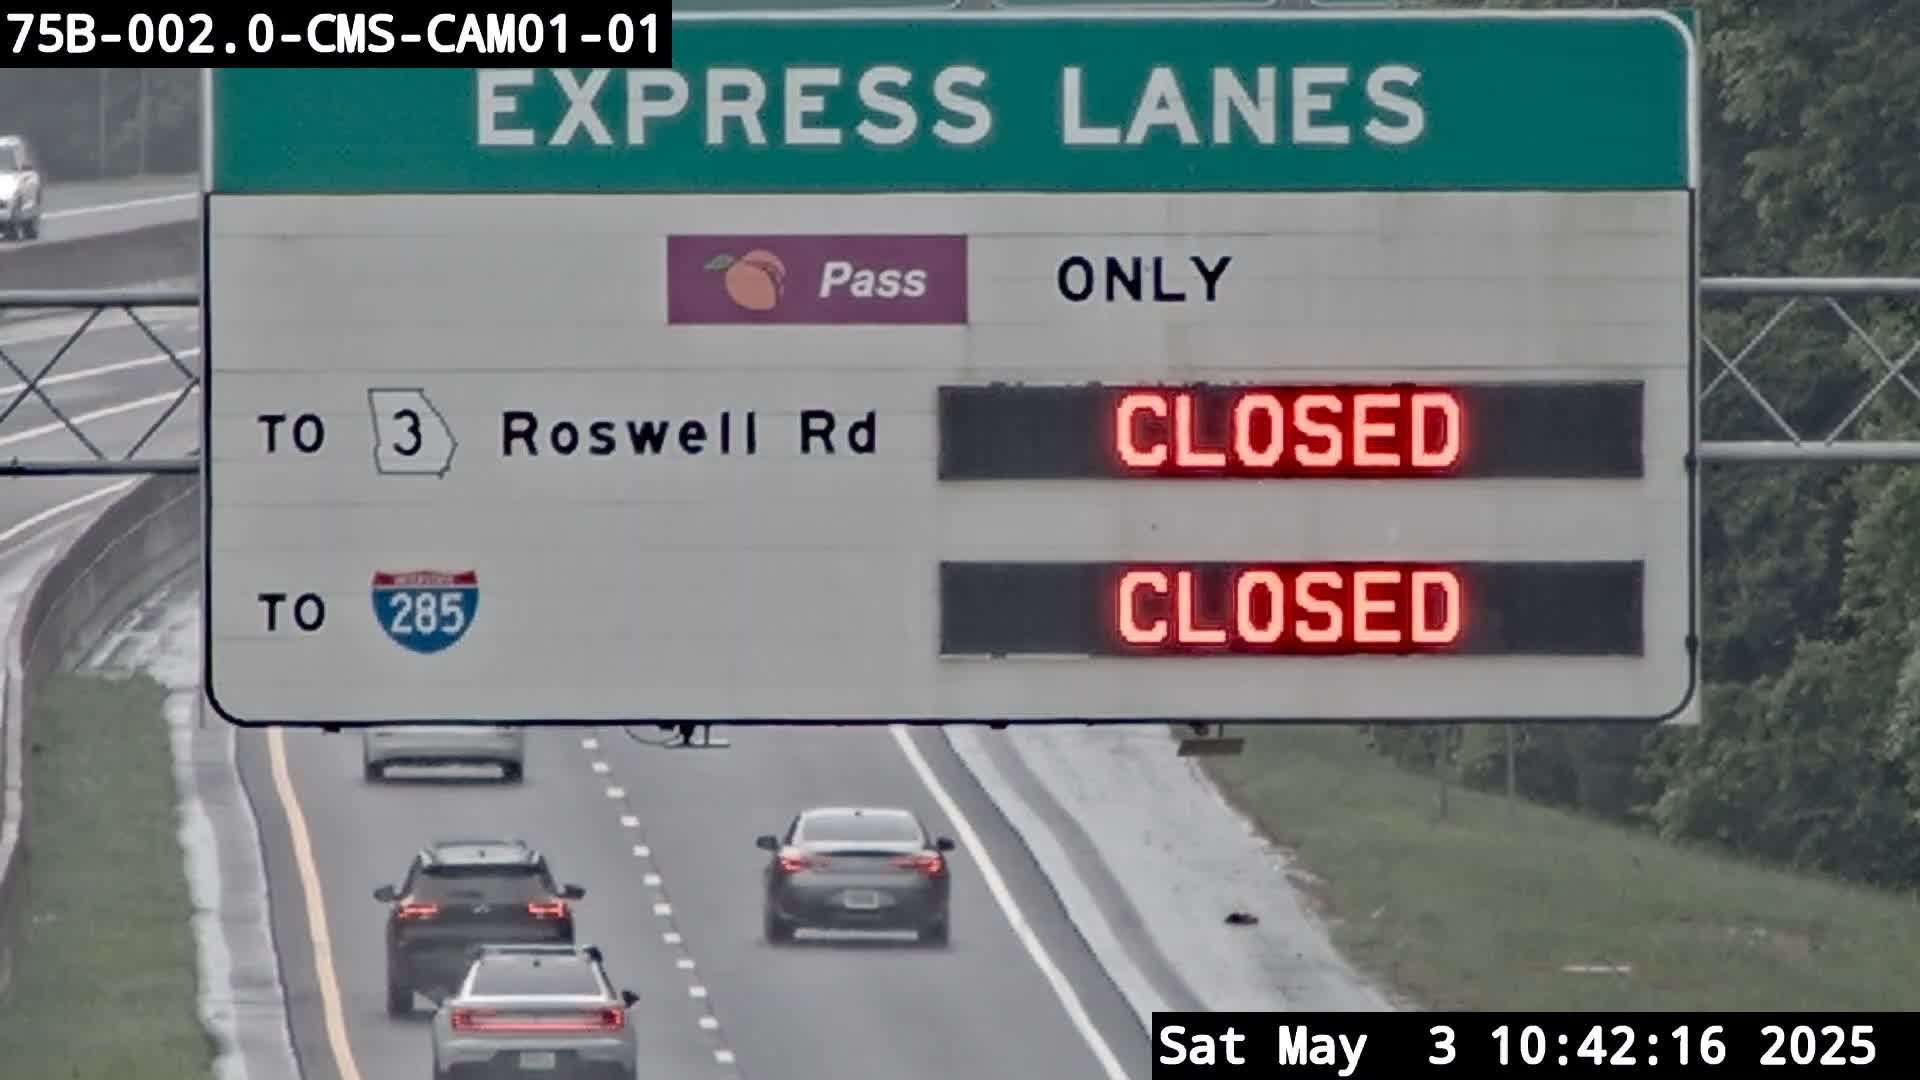 75B-002.0-CMS-CAM01-01
EXPRESS LANES
Pass ONLY
TO 3 Roswell Rd CLOSED
INTERSTATE
TO 285 CLOSED
Sat May 3 10:42:16 2025